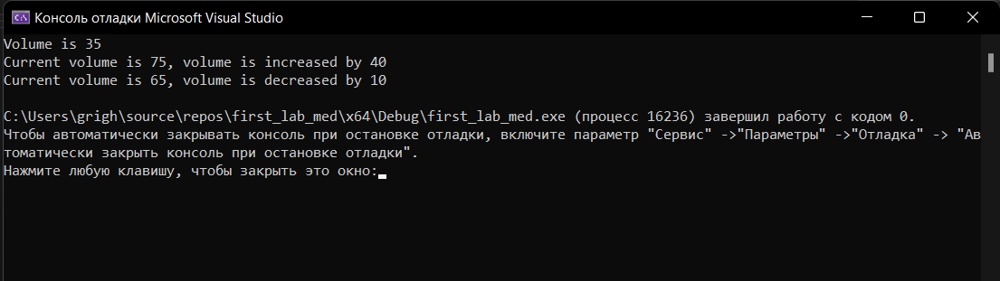 Консоль отладки Microsoft Visual Studio
Volume is 35
Current volume is 75, volume is increased by 40
Current volume is 65, volume is decreased by 10
C:\Users\grigh\source\repos\first_lab_med\x64\Debug\first_lab_med.exe (процесс 16236) завершил работу с кодом 0.
Чтобы автоматически закрывать консоль при остановке отладки, включите параметр "Сервис" ->"Параметры" ->"Отладка" -> "Ав
томатически закрыть консоль при остановке отладки".
Нажмите любую клавишу, чтобы закрыть это окно: